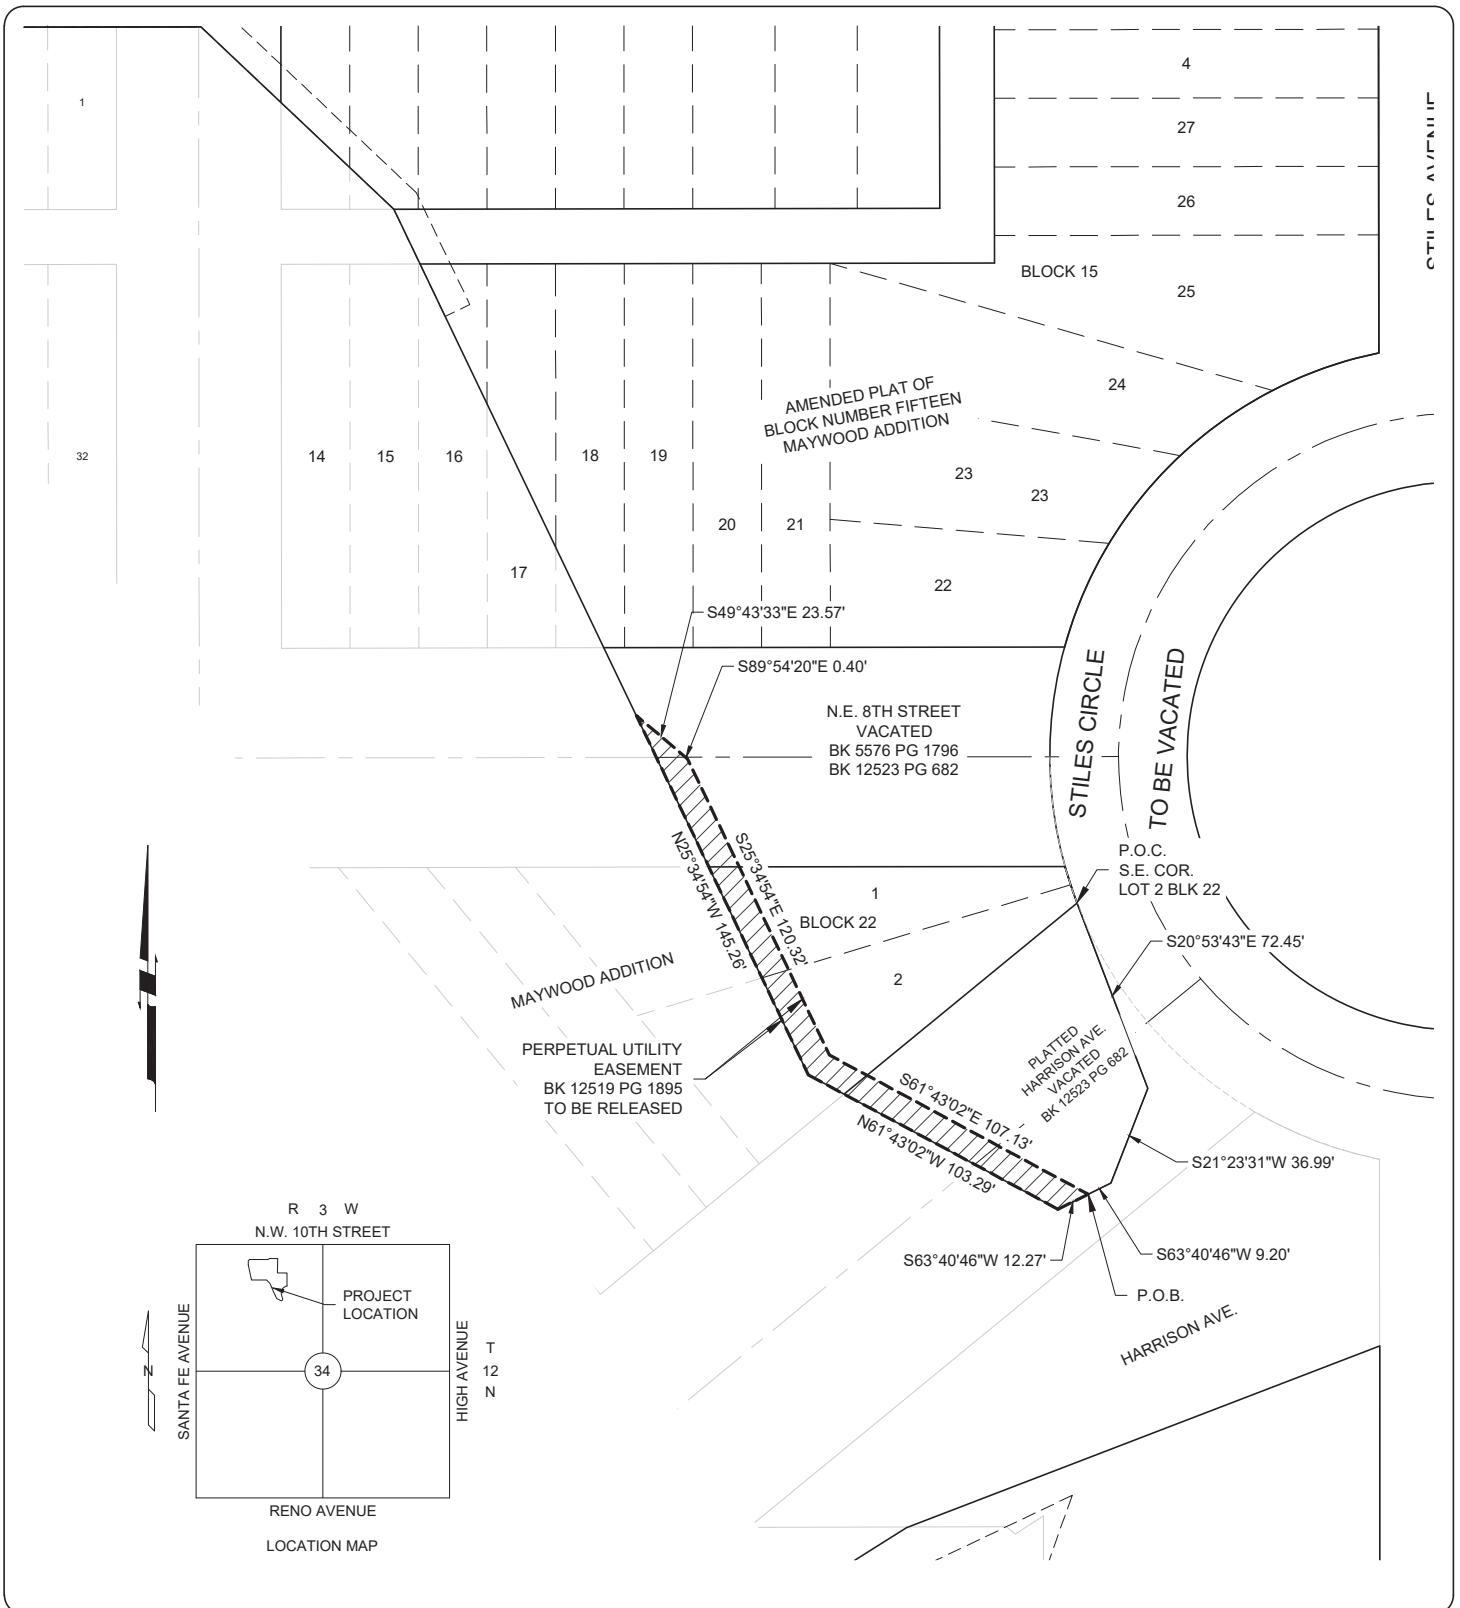 1
4
27
STILES AVENUE
26
BLOCK 15
25
24
AMENDED PLAT OF
BLOCK NUMBER FIFTEEN
MAYWOOD ADDITION
32
14
15
16
18
19
23
23
20
21
17
22
S49°43'33"E 23.57'
S89°54'20"E 0.40'
N.E. 8TH STREET
VACATED
BK 5576 PG 1796
BK 12523 PG 682
STILES CIRCLE
TO BE VACATED
P.O.C.
S.E. COR.
LOT 2 BLK 22
N25°34'54"W 145.26'
S25°34'54"E 120.32'
1
BLOCK 22
S20°53'43"E 72.45'
MAYWOOD ADDITION
2
PERPETUAL UTILITY
EASEMENT
BK 12519 PG 1895
TO BE RELEASED
PLATTED
HARRISON AVE.
VACATED
BK 12523 PG 682
S61°43'02"E 107.13'
N61°43'02"W 103.29'
S21°23'31"W 36.99'
S63°40'46"W 12.27'
S63°40'46"W 9.20'
P.O.B.
HARRISON AVE.
R 3 W
N.W. 10TH STREET
PROJECT
LOCATION
SANTA FE AVENUE
HIGH AVENUE
T
12
N
34
N
RENO AVENUE
LOCATION MAP